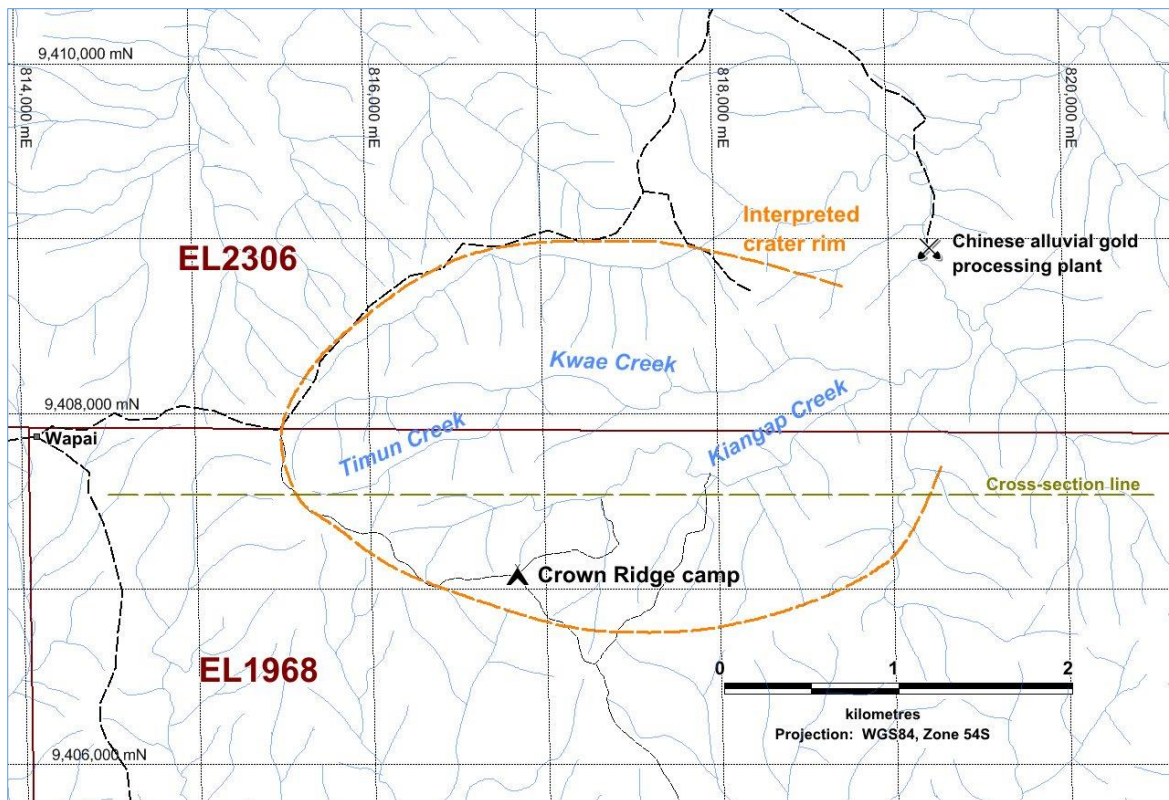 9,410,000 mN
814,000 mE
816,000 mE
818,000 mE
820,000 mE
Interpreted
crater rim
EL2306
Chinese alluvial gold
processing plant
Kwae Creek
9,408,000 mN
Wapai
Timun Creek
Kiangap Creek
Cross-section line
Crown Ridge camp
EL1968
0 1 2
kilometres
Projection: WGS84, Zone 54S
9,406,000 mN